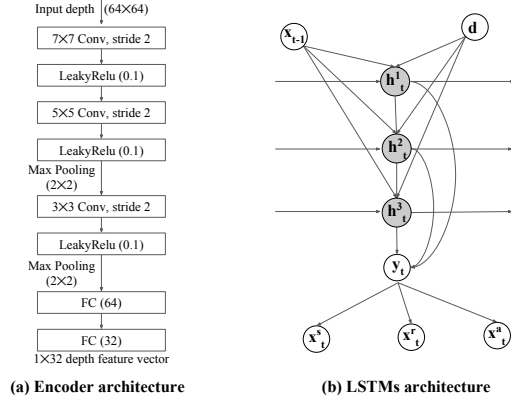 Input depth (64×64)
7×7 Conv, stride 2
LeakyRelu (0.1)
5×5 Conv, stride 2
LeakyRelu (0.1)
Max Pooling
(2×2)
3×3 Conv, stride 2
LeakyRelu (0.1)
Max Pooling
(2×2)
FC (64)
FC (32)
1×32 depth feature vector
(a) Encoder architecture
x_{t-1}
d
h^1_t
h^2_t
h^3_t
y_t
x^s_t
x^r_t
x^a_t
(b) LSTMs architecture